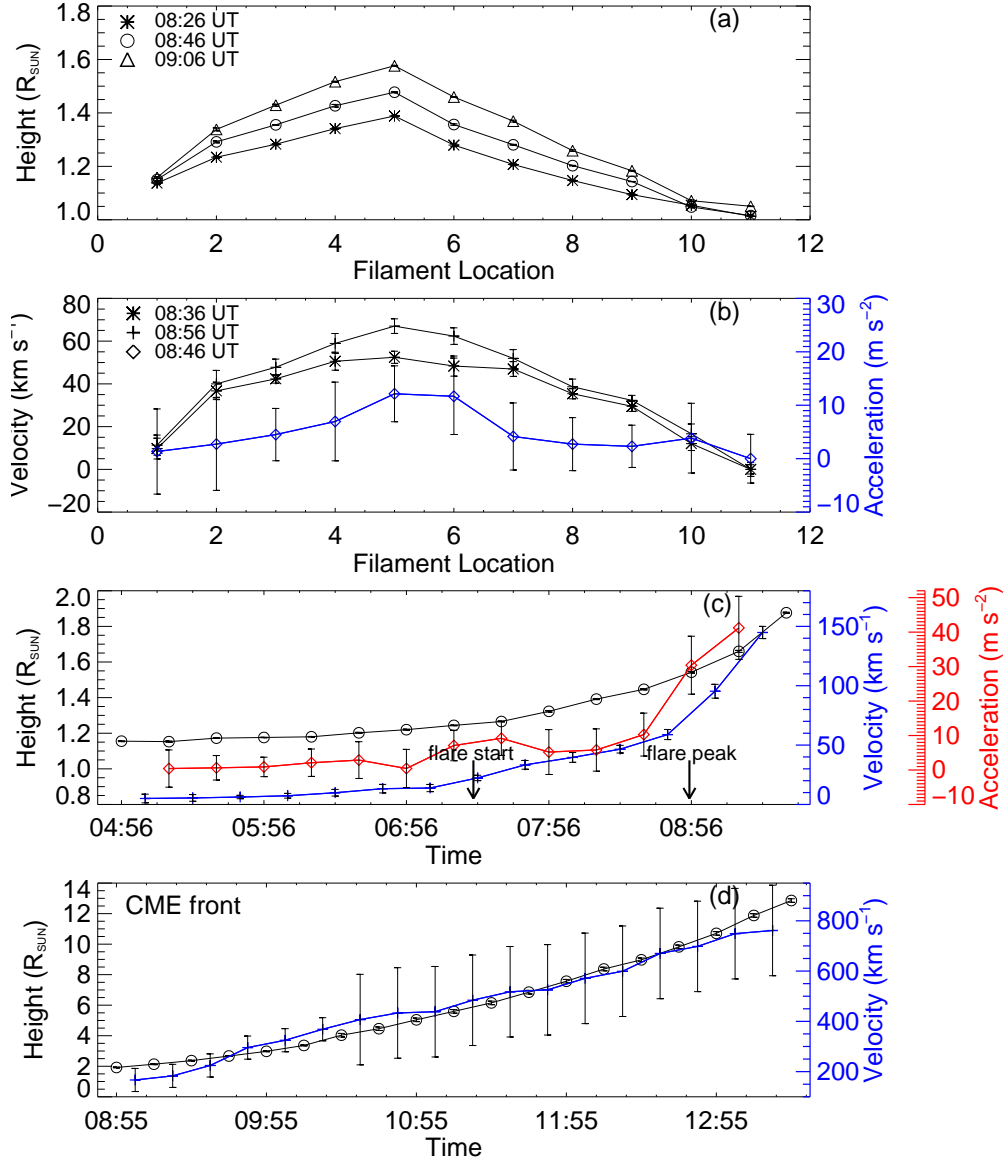 (a)
08:26 UT
08:46 UT
09:06 UT
Height (R_SUN)
1.8
1.6
1.4
1.2
1.0
0 2 4 6 8 10 12
Filament Location
(b)
08:36 UT
08:56 UT
08:46 UT
Velocity (km s⁻¹)
80
60
40
20
0
−20
Acceleration (m s⁻²)
30
20
10
0
−10
0 2 4 6 8 10 12
Filament Location
(c)
Height (R_SUN)
2.0
1.8
1.6
1.4
1.2
1.0
0.8
flare start
flare peak
Velocity (km s⁻¹)
150
100
50
0
Acceleration (m s⁻²)
50
40
30
20
10
0
−10
04:56 05:56 06:56 07:56 08:56
Time
CME front
(d)
Height (R_SUN)
14
12
10
8
6
4
2
0
Velocity (km s⁻¹)
800
600
400
200
08:55 09:55 10:55 11:55 12:55
Time